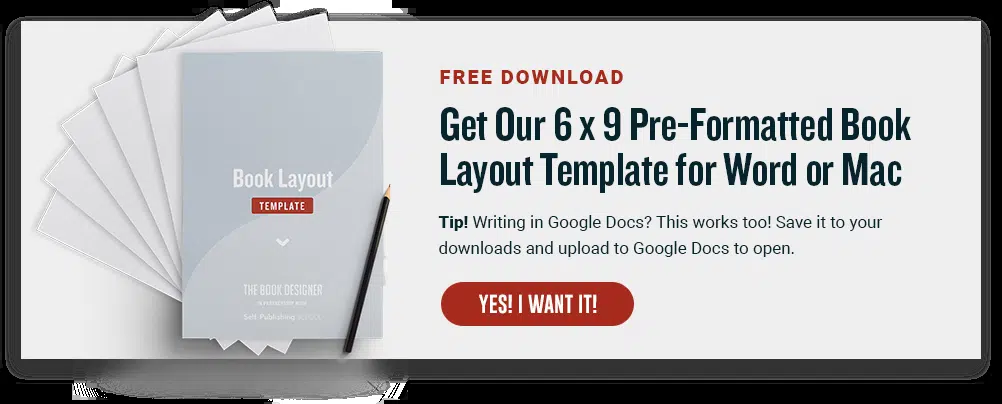 Book Layout
TEMPLATE
THE BOOK DESIGNER
IN PARTNERSHIP WITH
Self-Publishing SCHOOL
FREE DOWNLOAD
Get Our 6 x 9 Pre-Formatted Book
Layout Template for Word or Mac
Tip! Writing in Google Docs? This works too! Save it to your
downloads and upload to Google Docs to open.
YES! I WANT IT!